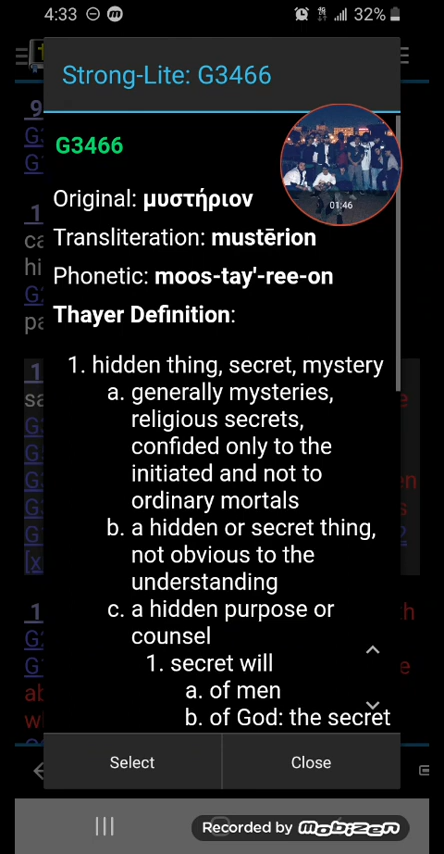 4:33 32%
Strong-Lite: G3466
G3466
01:46
Original: μυστήριον
Transliteration: mustērion
Phonetic: moos-tay'-ree-on
Thayer Definition:
1. hidden thing, secret, mystery
a. generally mysteries,
religious secrets,
confided only to the
initiated and not to
ordinary mortals
b. a hidden or secret thing,
not obvious to the
understanding
c. a hidden purpose or
counsel
1. secret will
a. of men
b. of God: the secret
Select Close
Recorded by Mobizen